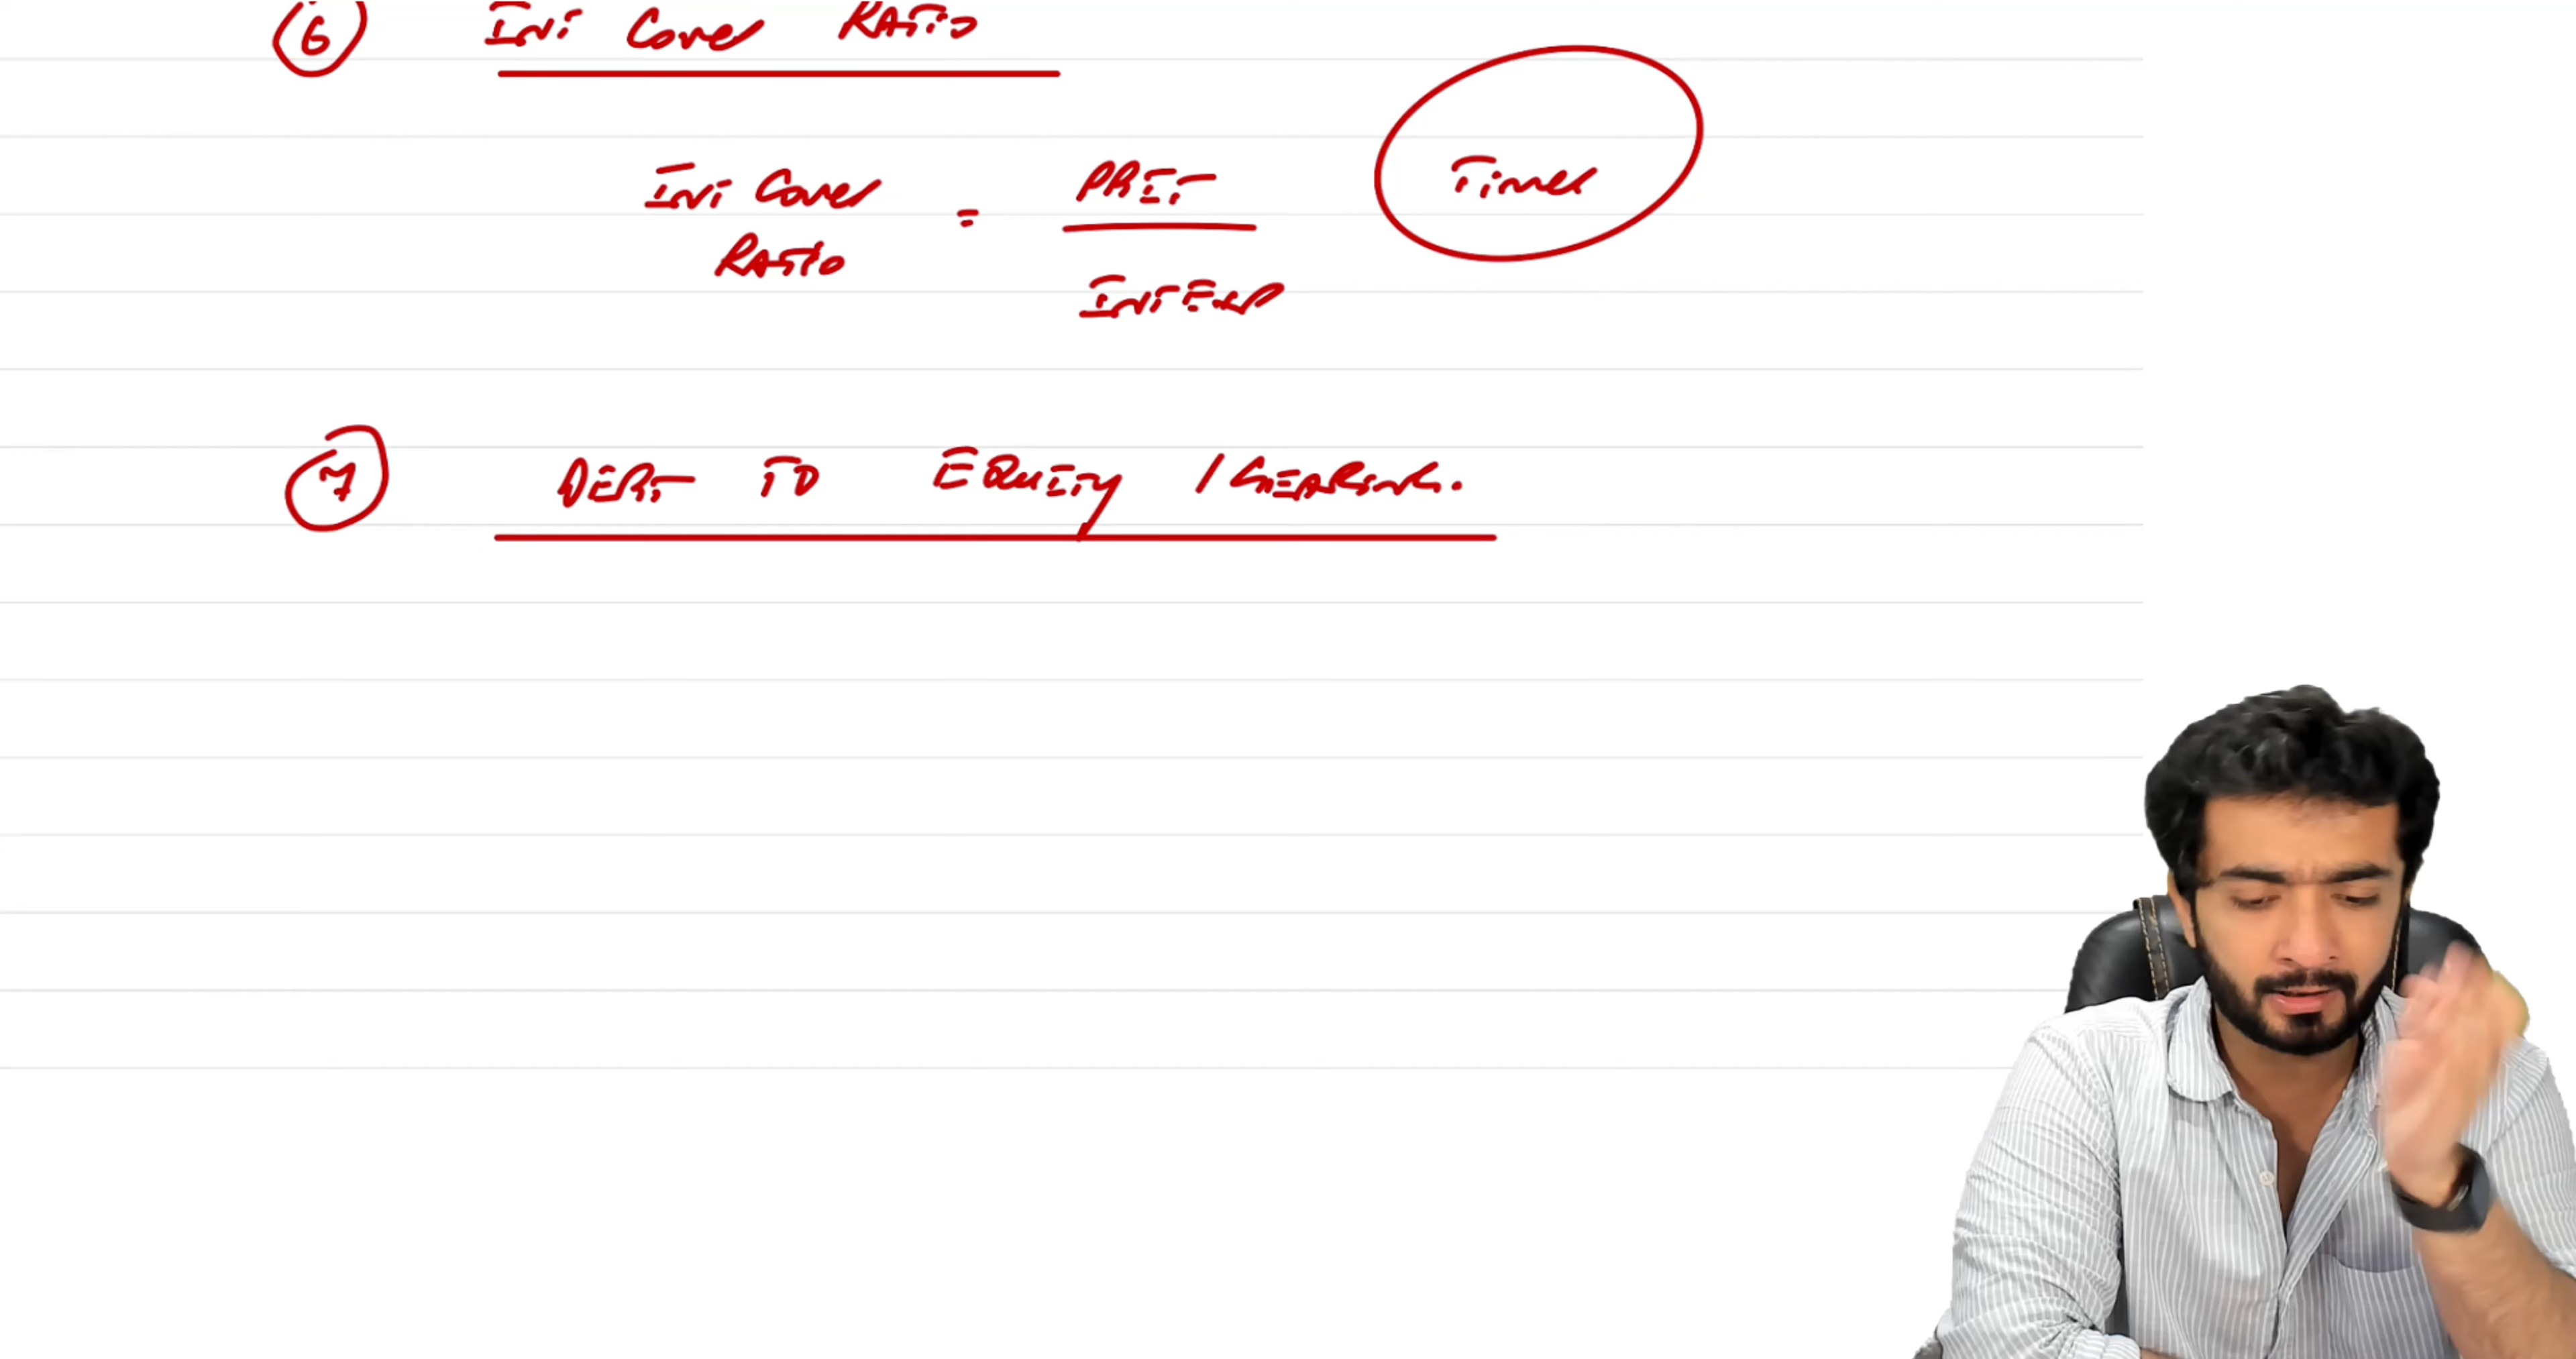 6 INT COVER RATIO
INT COVER RATIO = PBIT / INT EXP Times
7 DEBT TO EQUITY / GEARING.